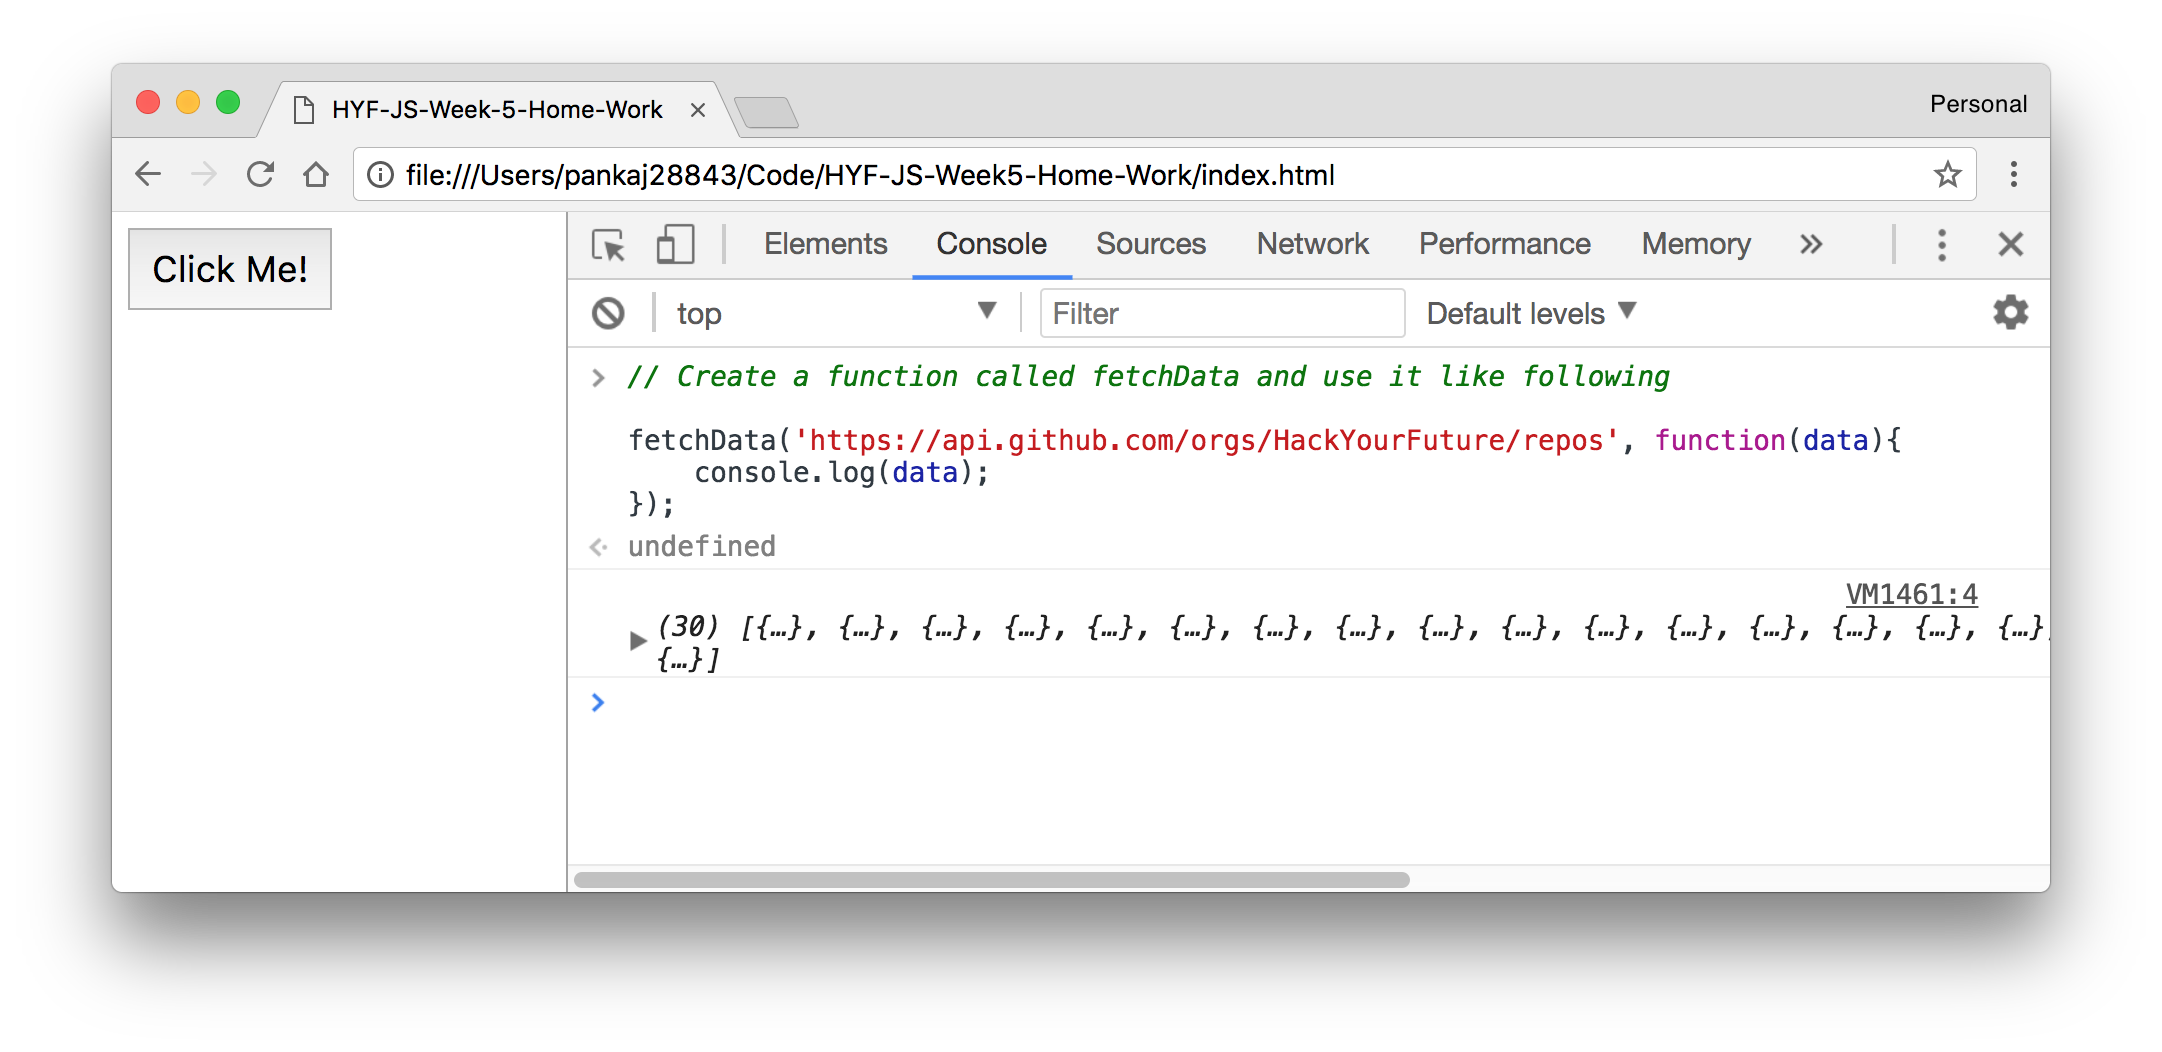 HYF-JS-Week-5-Home-Work
Personal
file:///Users/pankaj28843/Code/HYF-JS-Week5-Home-Work/index.html
Click Me!
Elements Console Sources Network Performance Memory »
top Filter Default levels
> // Create a function called fetchData and use it like following
fetchData('https://api.github.com/orgs/HackYourFuture/repos', function(data){
console.log(data);
});
undefined
VM1461:4
(30) [{…}, {…}, {…}, {…}, {…}, {…}, {…}, {…}, {…}, {…}, {…}, {…}, {…}, {…}, {…}, {…},
{…}]
>